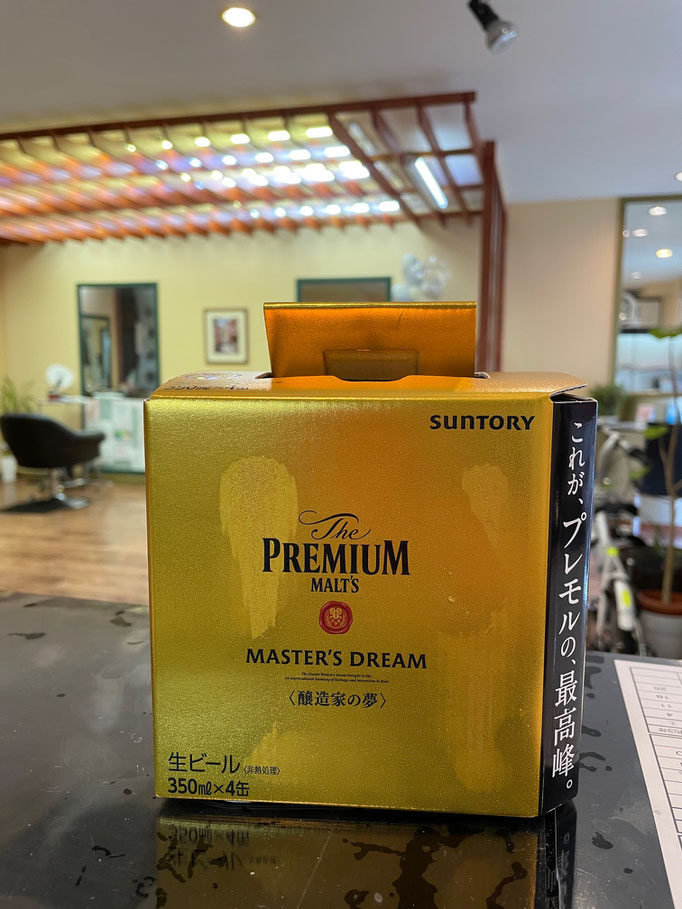 SUNTORY
The
PREMIUM
MALT'S
MASTER'S DREAM
〈醸造家の夢〉
生ビール〈非熱処理〉
350ml×4缶
これが、プレモルの、最高峰。